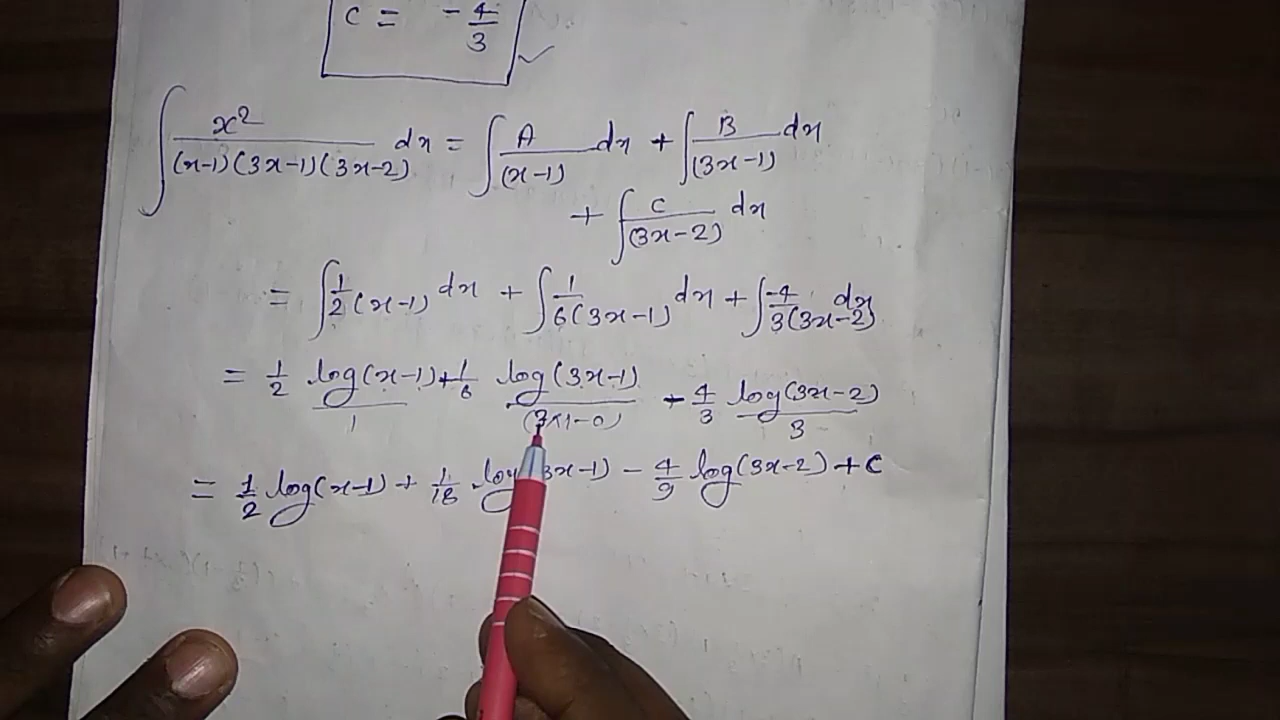 C = -4/3
∫ x²/((x-1)(3x-1)(3x-2)) dx = ∫ A/(x-1) dx + ∫ B/(3x-1) dx
+ ∫ C/(3x-2) dx
= ∫ 1/2(x-1) dx + ∫ 1/6(3x-1) dx + ∫ -4/3(3x-2) dx
= 1/2 log(x-1)/1 + 1/6 log(3x-1)/(3×1-0) - 4/3 log(3x-2)/3
= 1/2 log(x-1) + 1/18 log(3x-1) - 4/9 log(3x-2) + C